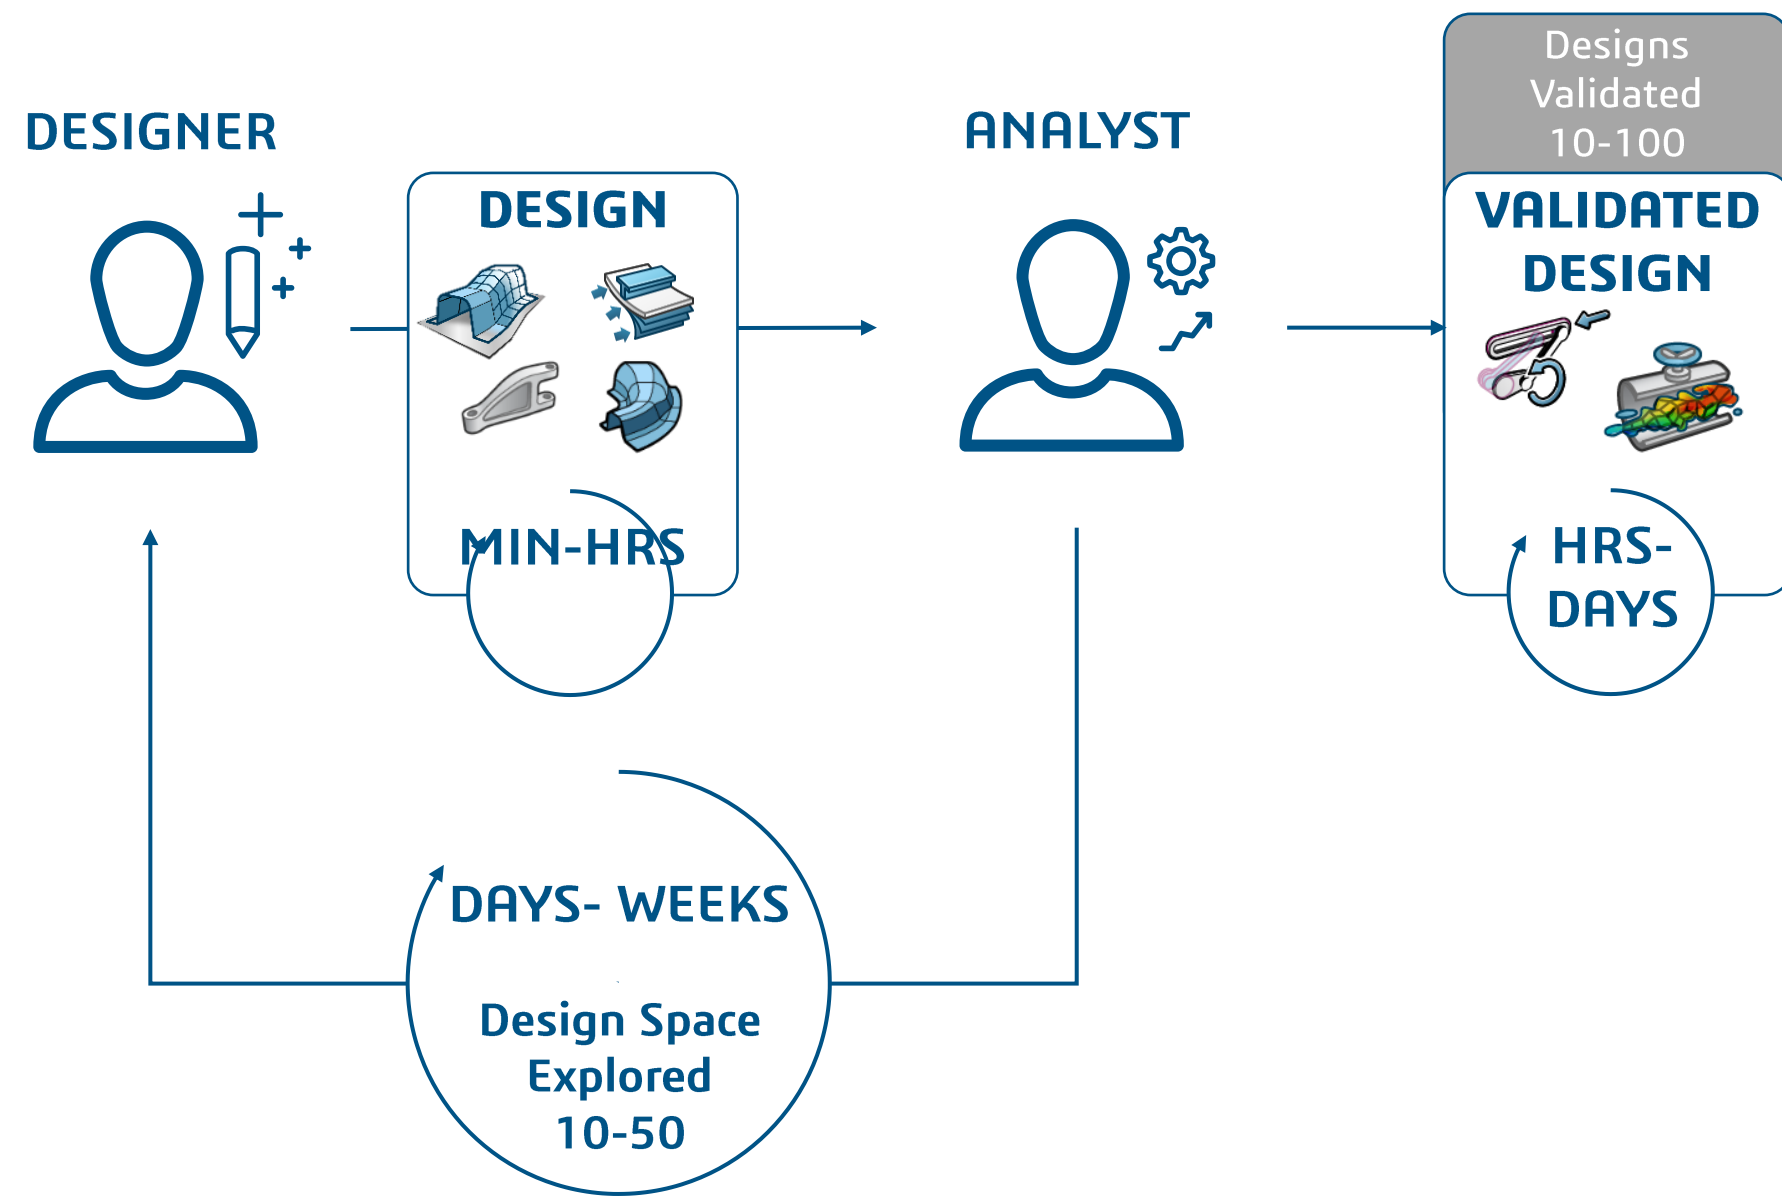 DESIGNER
DESIGN
MIN-HRS
ANALYST
Designs
Validated
10-100
VALIDATED
DESIGN
HRS-
DAYS
DAYS- WEEKS
Design Space
Explored
10-50